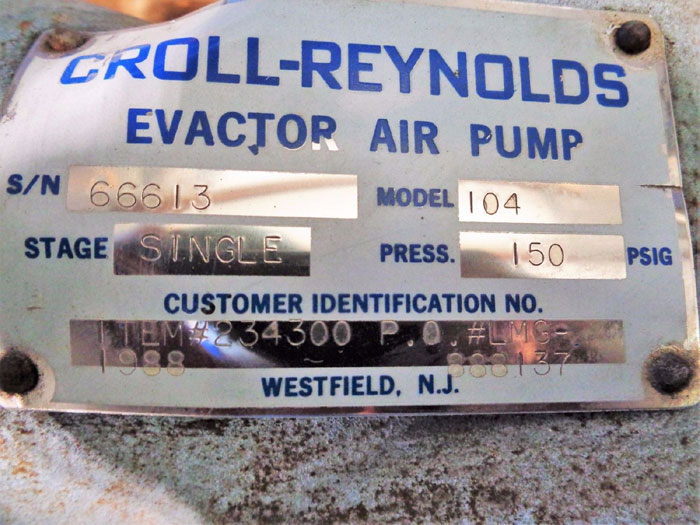 CROLL-REYNOLDS
EVACTOR AIR PUMP
S/N 66613 MODEL 104
STAGE SINGLE PRESS. 150 PSIG
CUSTOMER IDENTIFICATION NO.
ITEM#234300 P.O.#LMG-
1988 ~ 888137
WESTFIELD, N.J.